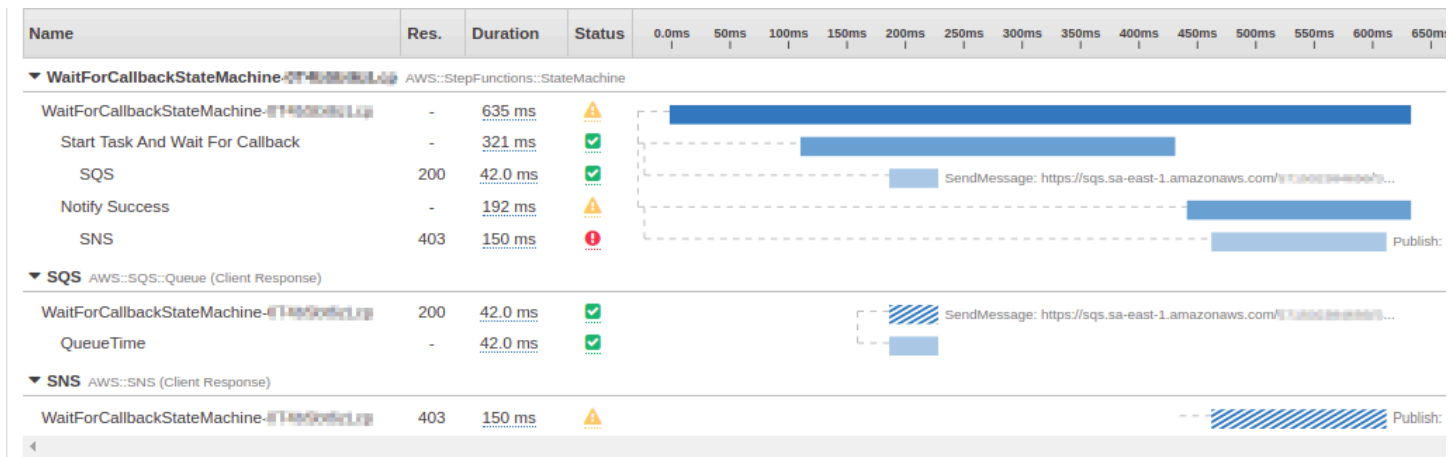 Name Res. Duration Status 0.0ms 50ms 100ms 150ms 200ms 250ms 300ms 350ms 400ms 450ms 500ms 550ms 600ms 650ms
WaitForCallbackStateMachine- AWS::StepFunctions::StateMachine
WaitForCallbackStateMachine- - 635 ms
Start Task And Wait For Callback - 321 ms
SQS 200 42.0 ms SendMessage: https://sqs.sa-east-1.amazonaws.com/ ...
Notify Success - 192 ms
SNS 403 150 ms Publish:
SQS AWS::SQS::Queue (Client Response)
WaitForCallbackStateMachine- 200 42.0 ms SendMessage: https://sqs.sa-east-1.amazonaws.com/ ...
QueueTime - 42.0 ms
SNS AWS::SNS (Client Response)
WaitForCallbackStateMachine- 403 150 ms Publish: